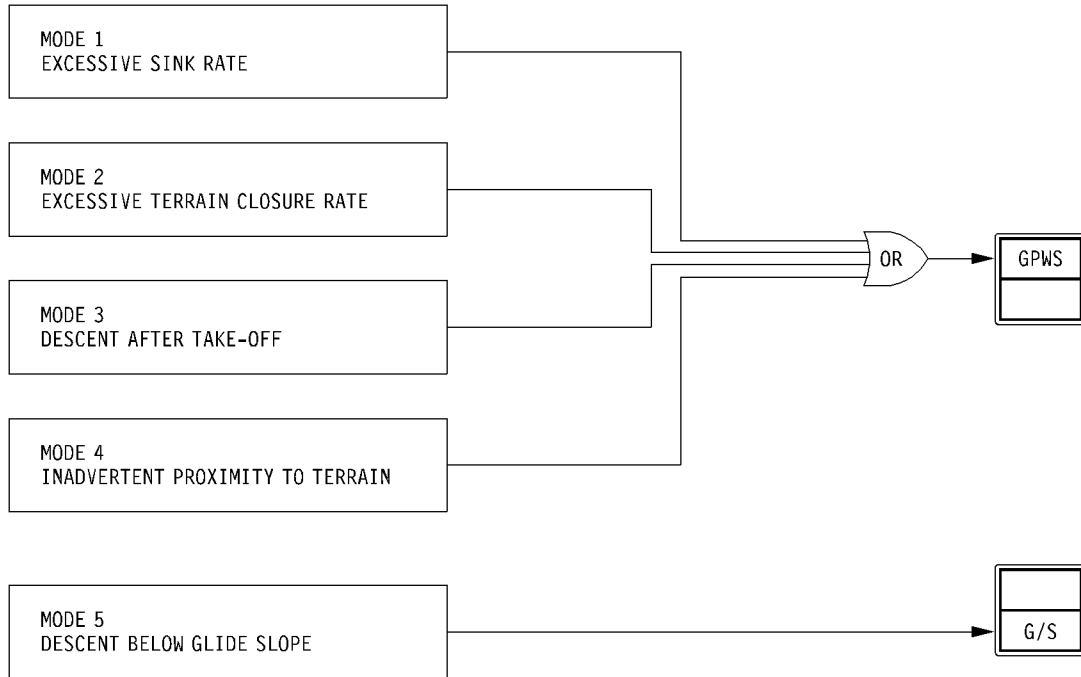 MODE 1
EXCESSIVE SINK RATE
MODE 2
EXCESSIVE TERRAIN CLOSURE RATE
MODE 3
DESCENT AFTER TAKE-OFF
MODE 4
INADVERTENT PROXIMITY TO TERRAIN
OR
GPWS
MODE 5
DESCENT BELOW GLIDE SLOPE
G/S